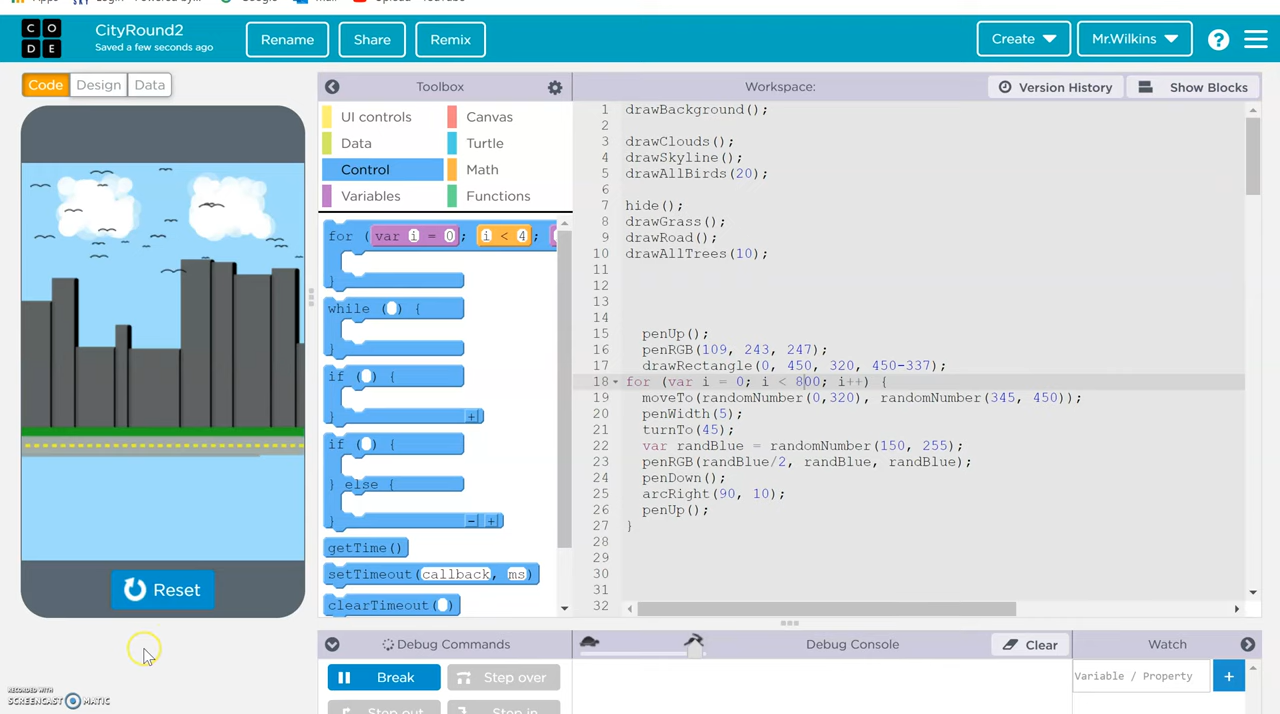 CODE
CityRound2
Saved a few seconds ago
Rename
Share
Remix
Create
Mr.Wilkins
?
Code
Design
Data
Toolbox
Workspace:
Version History
Show Blocks
UI controls
Canvas
Data
Turtle
Control
Math
Variables
Functions
for ( var i = 0 ; i < 4 ;
}
while ( ) {
}
if ( ) {
} +
if ( ) {
} else {
} - +
getTime()
setTimeout(callback, ms)
clearTimeout( )
1 drawBackground();
2
3 drawClouds();
4 drawSkyline();
5 drawAllBirds(20);
6
7 hide();
8 drawGrass();
9 drawRoad();
10 drawAllTrees(10);
11
12
13
14
15 penUp();
16 penRGB(109, 243, 247);
17 drawRectangle(0, 450, 320, 450-337);
18 for (var i = 0; i < 800; i++) {
19 moveTo(randomNumber(0,320), randomNumber(345, 450));
20 penWidth(5);
21 turnTo(45);
22 var randBlue = randomNumber(150, 255);
23 penRGB(randBlue/2, randBlue, randBlue);
24 penDown();
25 arcRight(90, 10);
26 penUp();
27 }
28
29
30
31
32
Reset
Debug Commands
Debug Console
Clear
Watch
Break
Step over
Variable / Property
+
Step out
Step in
RECORDED WITH
SCREENCAST MATIC